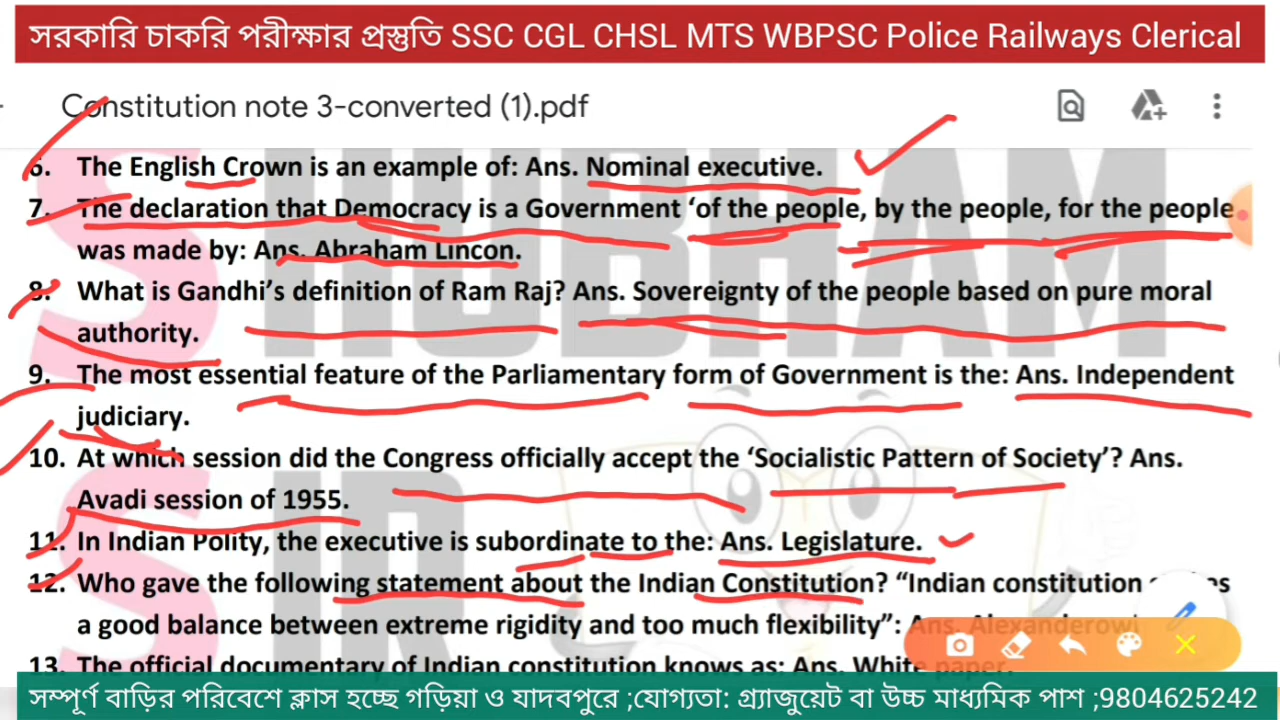 সরকারি চাকরি পরীক্ষার প্রস্তুতি SSC CGL CHSL MTS WBPSC Police Railways Clerical
Constitution note 3-converted (1).pdf
6. The English Crown is an example of: Ans. Nominal executive.
7. The declaration that Democracy is a Government ‘of the people, by the people, for the people
was made by: Ans. Abraham Lincon.
8. What is Gandhi’s definition of Ram Raj? Ans. Sovereignty of the people based on pure moral
authority.
9. The most essential feature of the Parliamentary form of Government is the: Ans. Independent
judiciary.
10. At which session did the Congress officially accept the ‘Socialistic Pattern of Society’? Ans.
Avadi session of 1955.
11. In Indian Polity, the executive is subordinate to the: Ans. Legislature.
12. Who gave the following statement about the Indian Constitution? “Indian constitution
a good balance between extreme rigidity and too much flexibility”: Ans. Alexanderowi
13. The official documentary of Indian constitution knows as: Ans. White paper.
SHUBHAM
SIR
সম্পূর্ণ বাড়ির পরিবেশে ক্লাস হচ্ছে গড়িয়া ও যাদবপুরে ;যোগ্যতা: গ্র্যাজুয়েট বা উচ্চ মাধ্যমিক পাশ ;9804625242